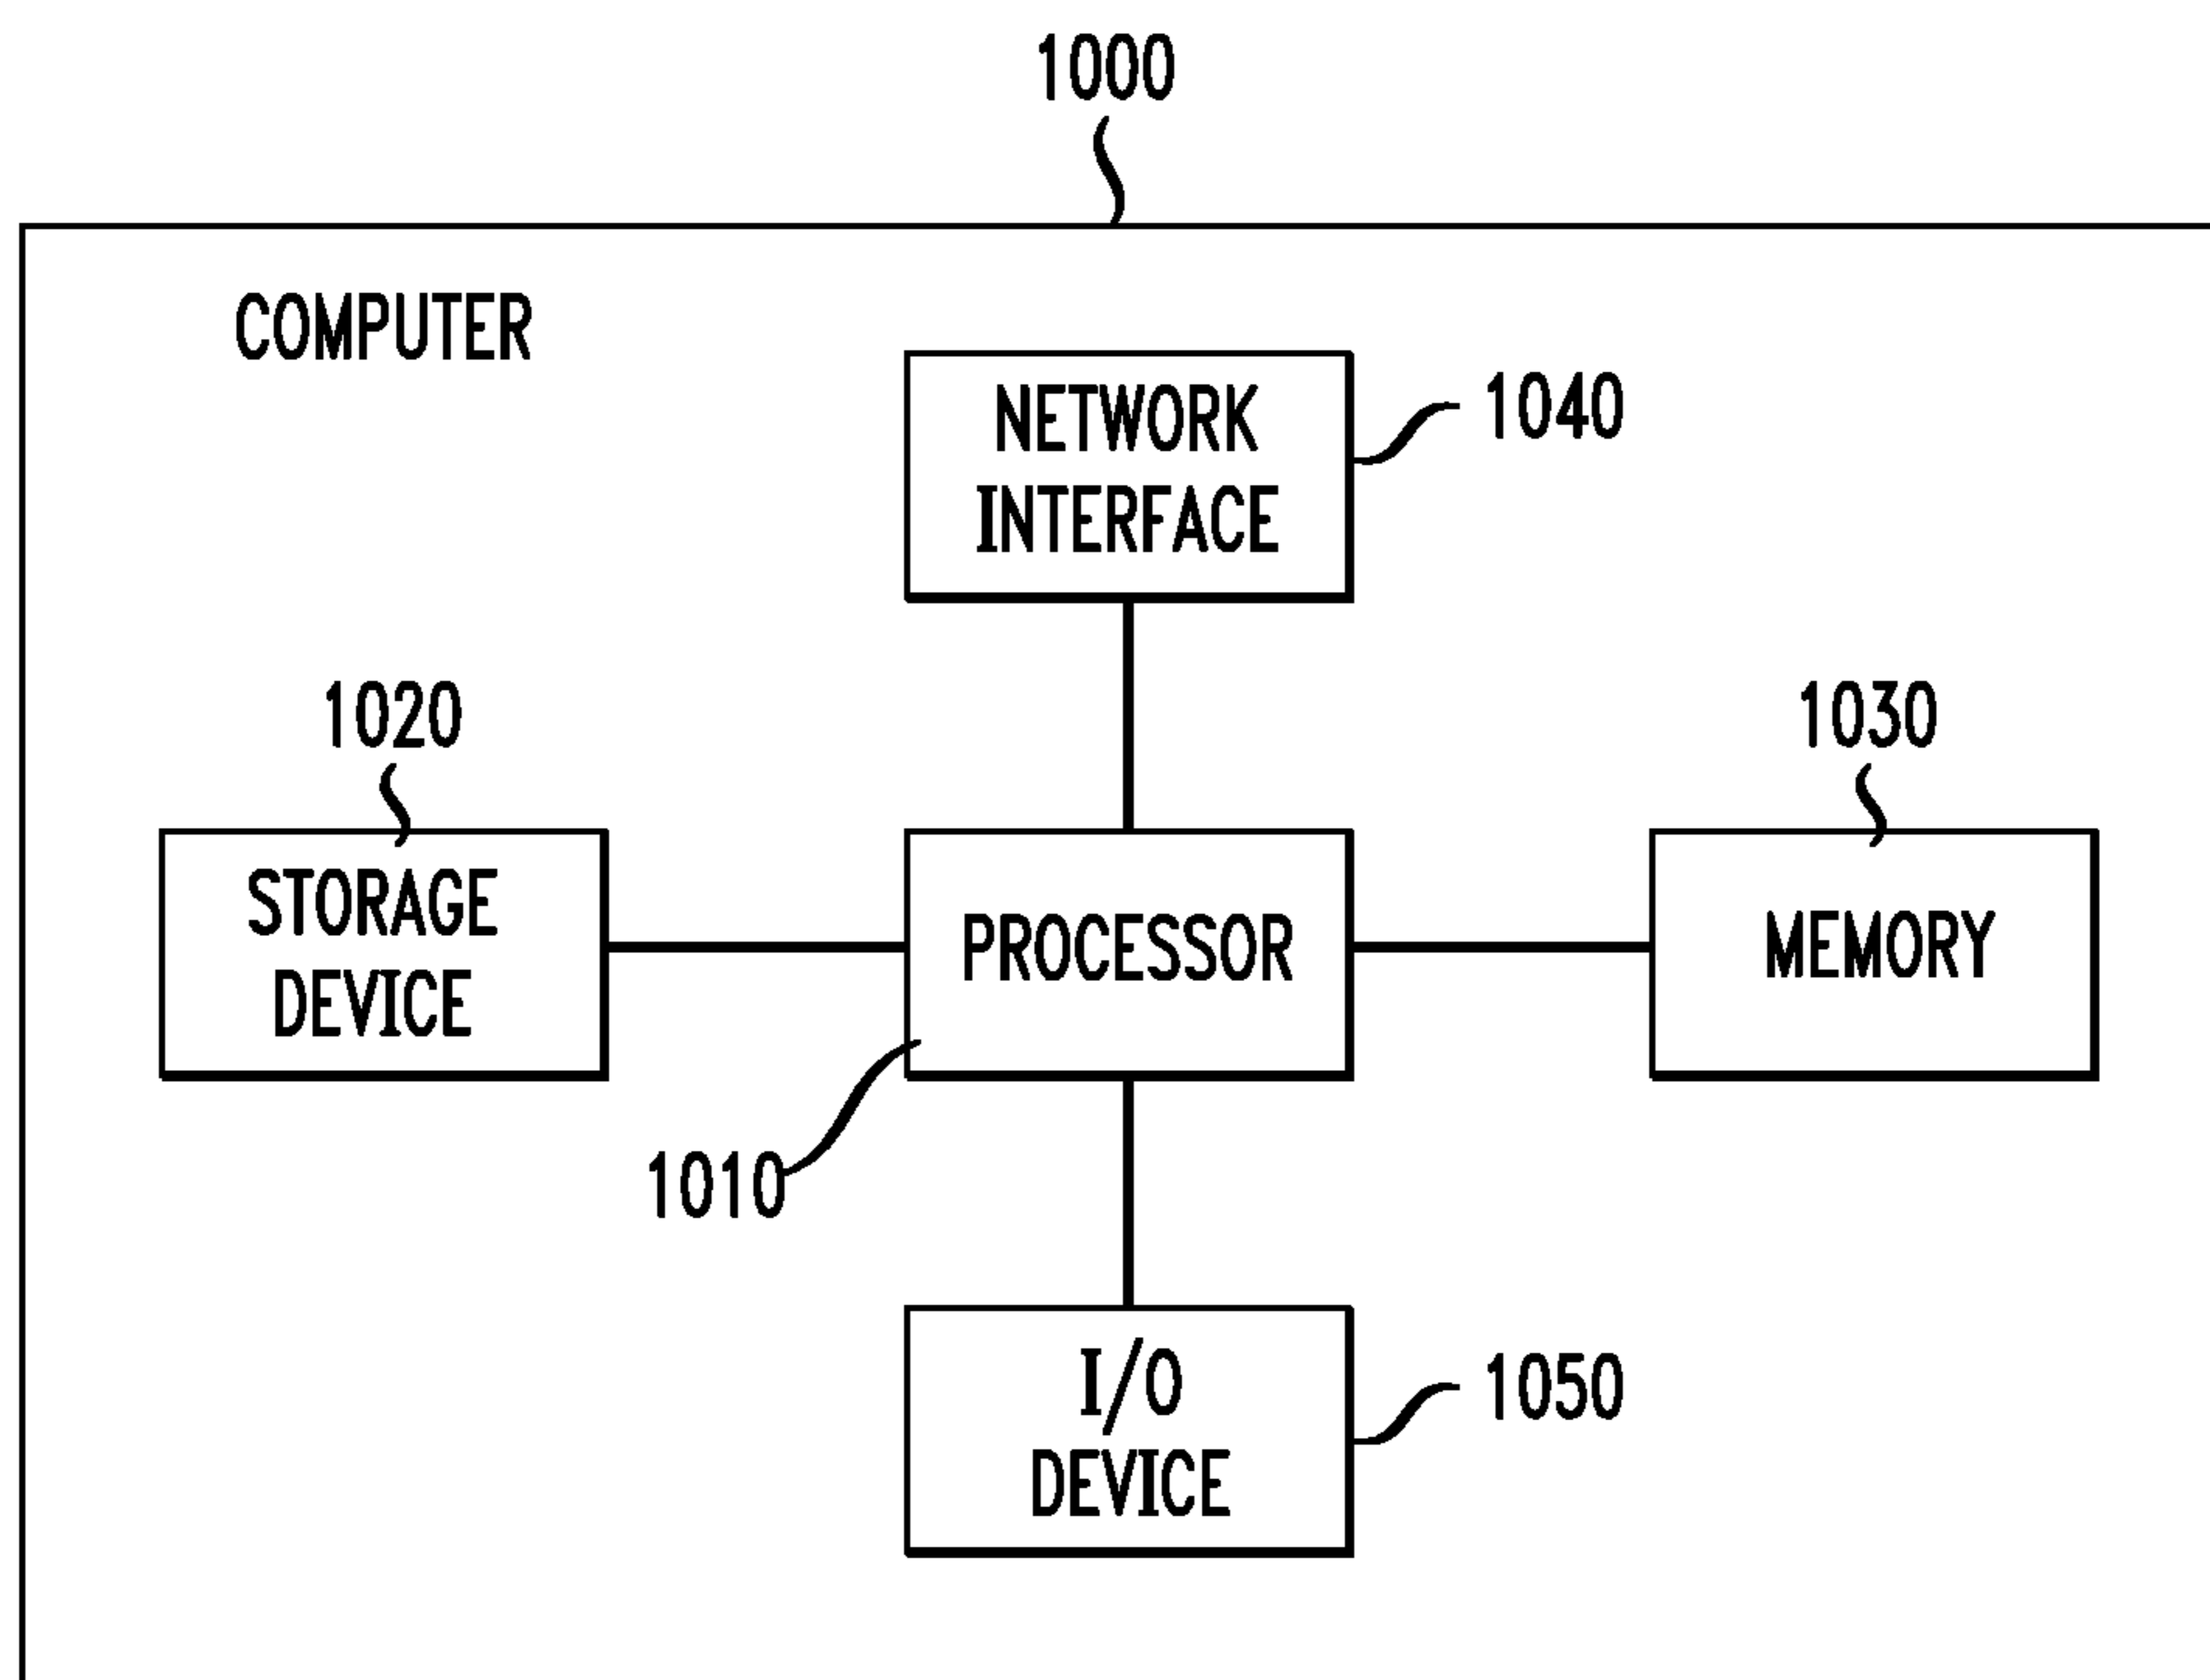 1000
COMPUTER
NETWORK
INTERFACE
1040
1020
1030
STORAGE
DEVICE
PROCESSOR
MEMORY
1010
I/O
DEVICE
1050